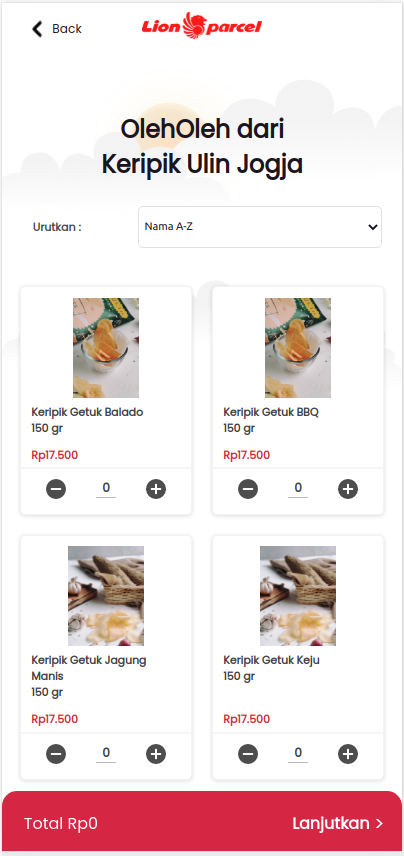 Back
Lion parcel
OlehOleh dari
Keripik Ulin Jogja
Urutkan :
Nama A-Z
Keripik Getuk Balado
150 gr
Rp17.500
0
Keripik Getuk BBQ
150 gr
Rp17.500
0
Keripik Getuk Jagung
Manis
150 gr
Rp17.500
0
Keripik Getuk Keju
150 gr
Rp17.500
0
Total Rp0
Lanjutkan >